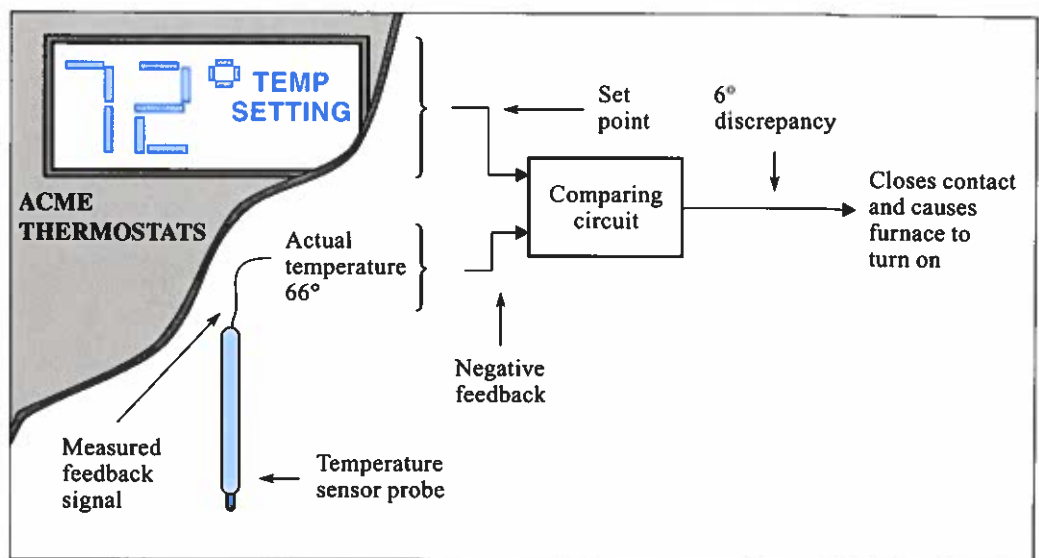 72° TEMP
SETTING
ACME
THERMOSTATS
Set
point
6°
discrepancy
Comparing
circuit
Closes contact
and causes
furnace to
turn on
Actual
temperature
66°
Negative
feedback
Measured
feedback
signal
Temperature
sensor probe